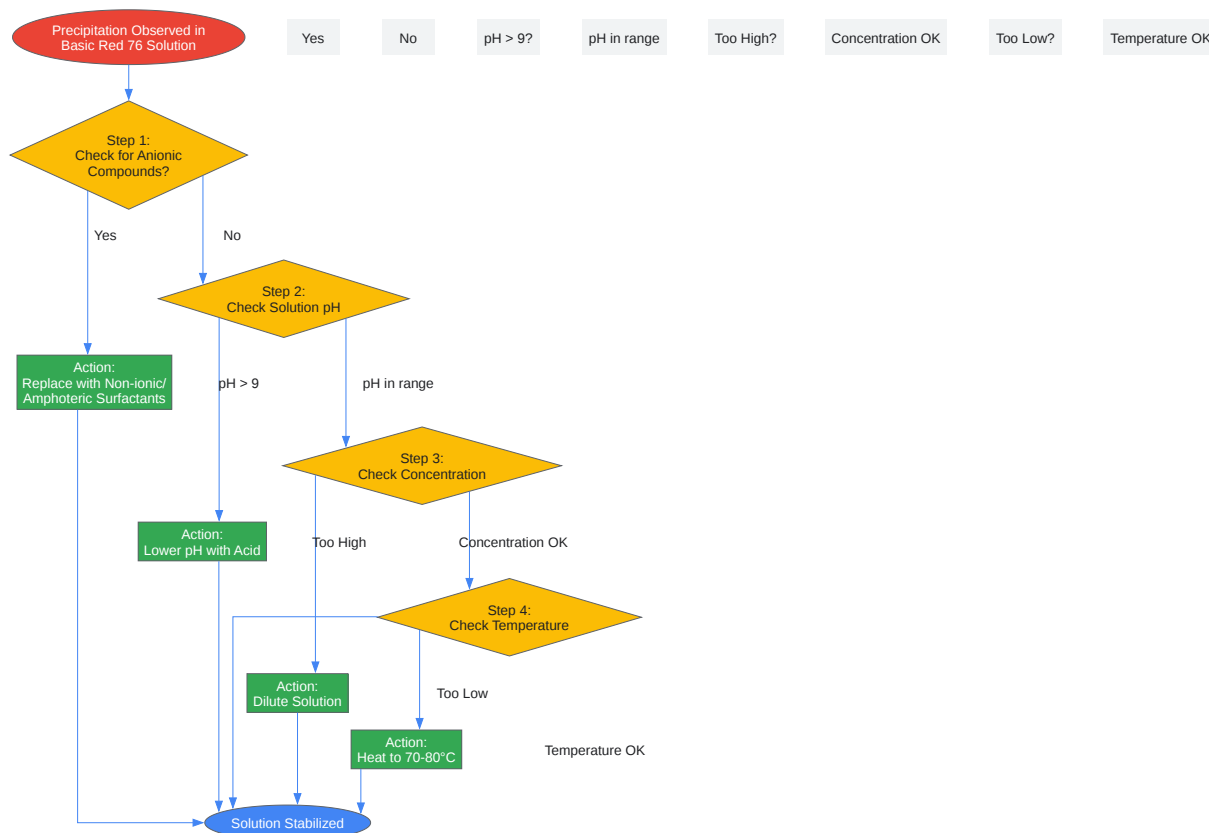 Precipitation Observed in
Basic Red 76 Solution
Yes
No
pH > 9?
pH in range
Too High?
Concentration OK
Too Low?
Temperature OK
Step 1:
Check for Anionic
Compounds?
Yes
No
Step 2:
Check Solution pH
Action:
Replace with Non-ionic/
Amphoteric Surfactants
pH > 9
pH in range
Step 3:
Check Concentration
Action:
Lower pH with Acid
Too High
Concentration OK
Step 4:
Check Temperature
Action:
Dilute Solution
Too Low
Action:
Heat to 70-80°C
Temperature OK
Solution Stabilized